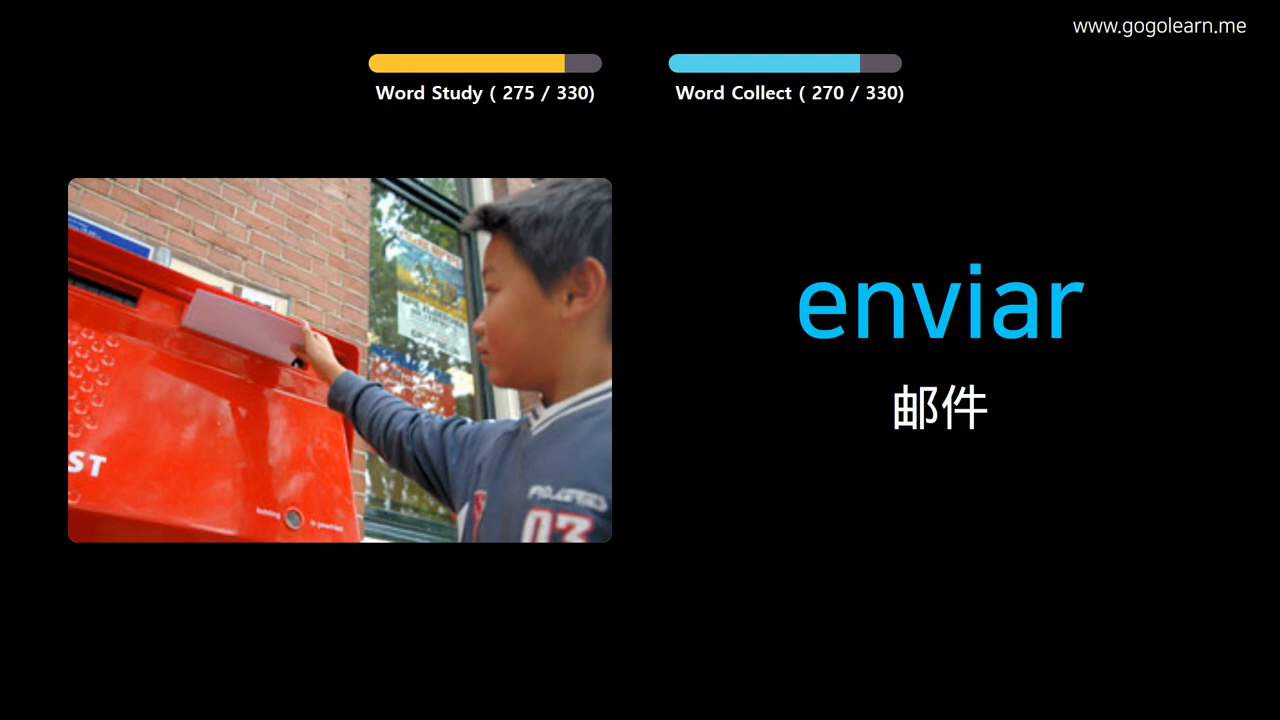 www.gogolearn.me
Word Study ( 275 / 330)
Word Collect ( 270 / 330)
ST
03
enviar
邮件